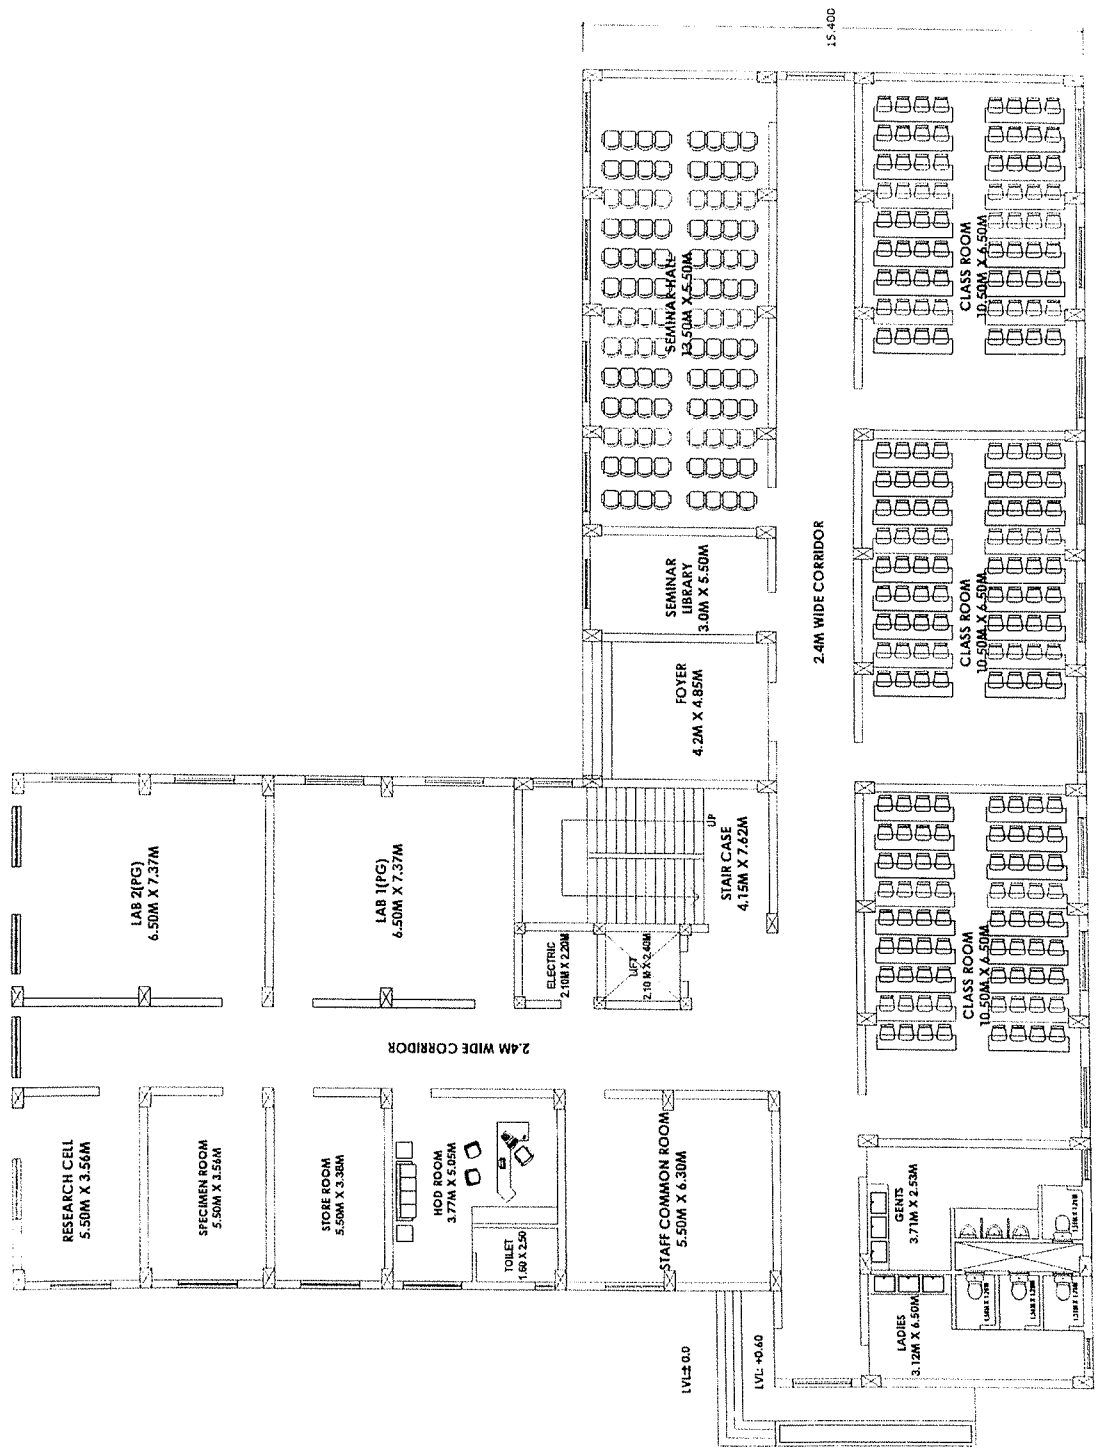 15.400
SEMINAR HALL
13.50M X 5.50M
CLASS ROOM
10.50M X 6.50M
SEMINAR
LIBRARY
3.0M X 5.50M
2.4M WIDE CORRIDOR
CLASS ROOM
10.50M X 6.50M
FOYER
4.2M X 4.85M
LAB 2(PG)
6.50M X 7.37M
LAB 1(PG)
6.50M X 7.37M
UP
STAIR CASE
4.15M X 7.62M
ELECTRIC
2.10M X 2.20M
LIFT
2.10 M X 2.40M
CLASS ROOM
10.50M X 6.50M
2.4M WIDE CORRIDOR
RESEARCH CELL
5.50M X 3.56M
SPECIMEN ROOM
5.50M X 3.56M
STORE ROOM
5.50M X 3.38M
HOD ROOM
3.77M X 5.05M
TOILET
1.60 X 2.50
STAFF COMMON ROOM
5.50M X 6.30M
GENTS
3.71M X 2.53M
LADIES
3.12M X 6.50M
LVL:± 0.0
LVL: +0.60